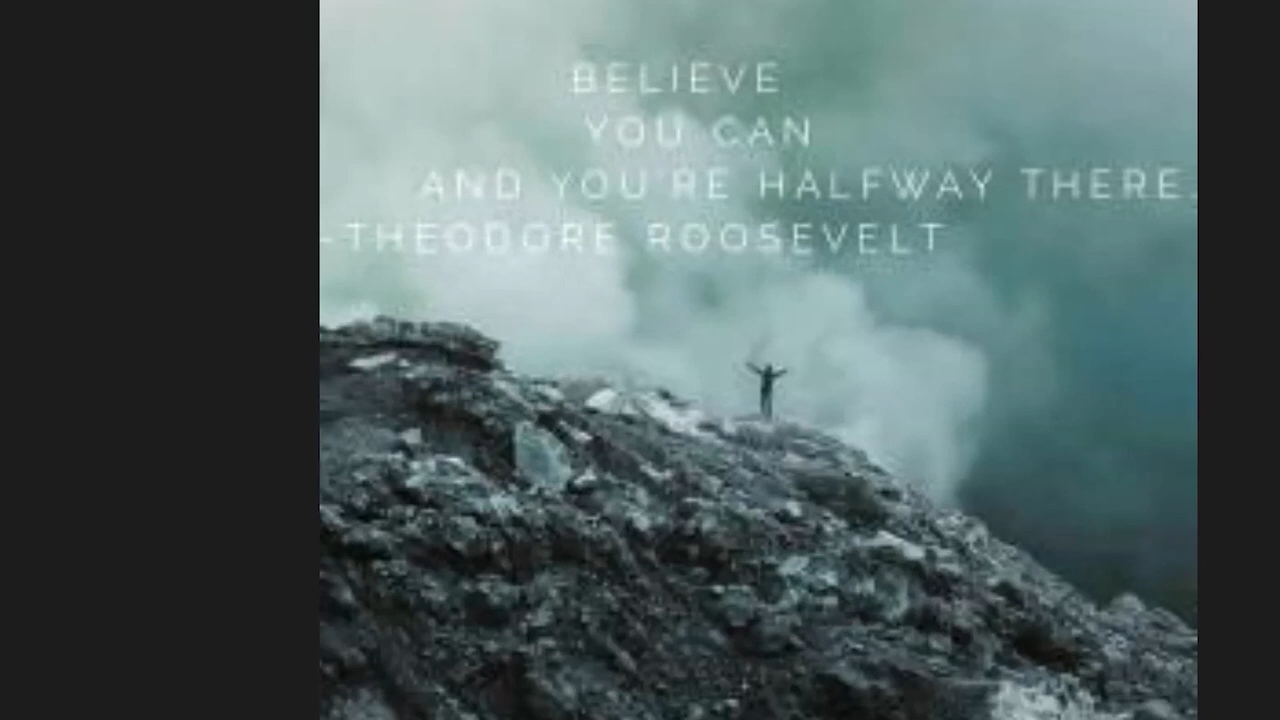 BELIEVE
YOU CAN
AND YOU'RE HALFWAY THERE.
-THEODORE ROOSEVELT